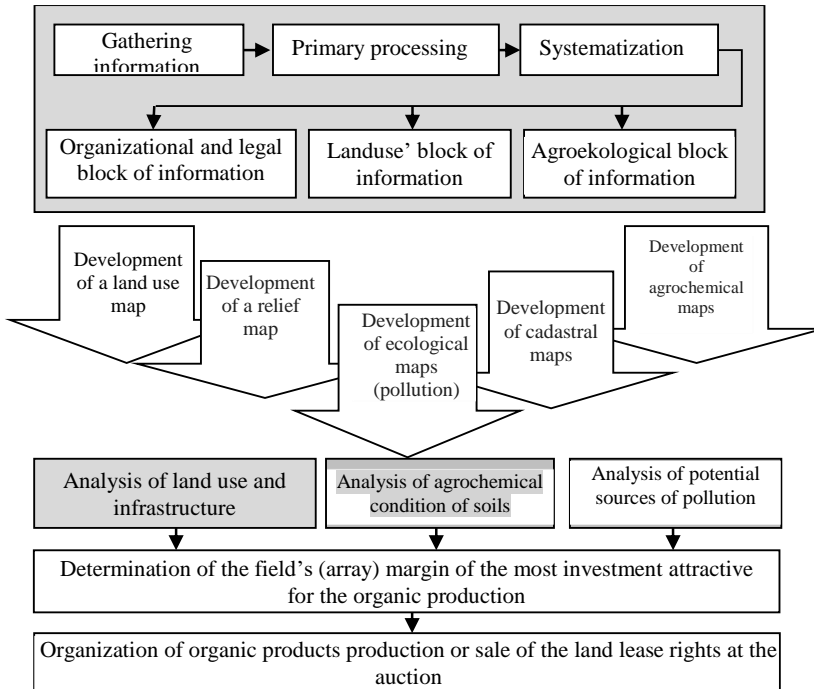 Gathering
information
Primary processing
Systematization
Organizational and legal
block of information
Landuse’ block of
information
Agroekological block
of information
Development
of a land use
map
Development
of a relief
map
Development
of ecological
maps
(pollution)
Development
of cadastral
maps
Development
of
agrochemical
maps
Analysis of land use and
infrastructure
Analysis of agrochemical
condition of soils
Analysis of potential
sources of pollution
Determination of the field’s (array) margin of the most investment attractive
for the organic production
Organization of organic products production or sale of the land lease rights at the
auction